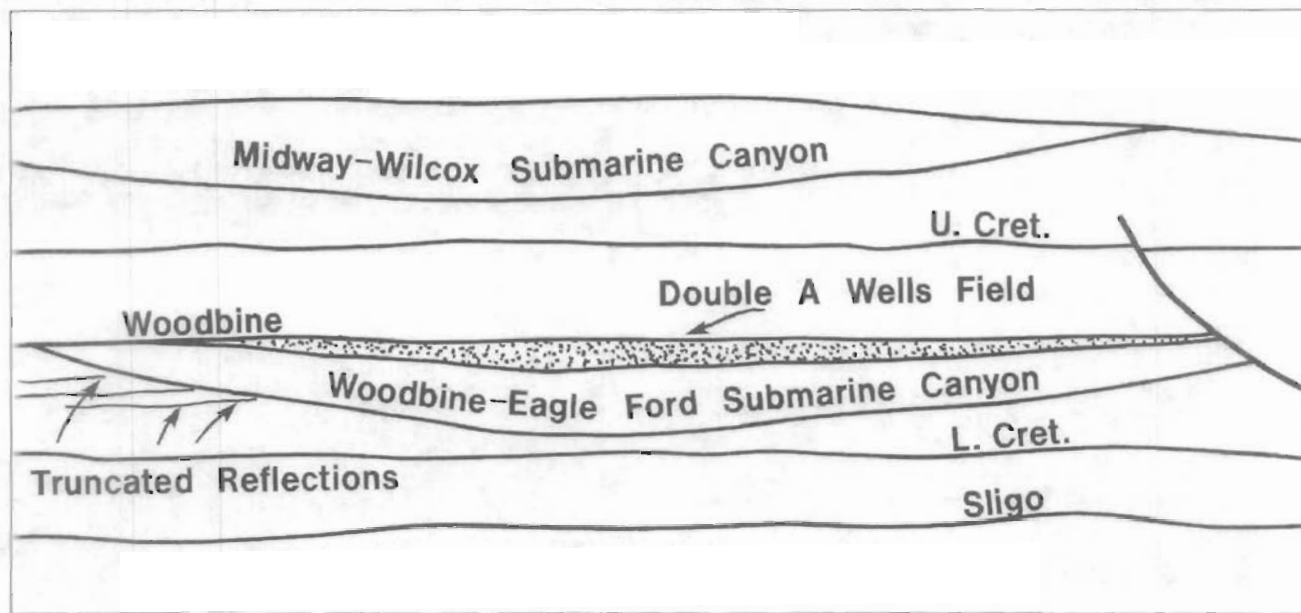 Midway-Wilcox Submarine Canyon
U. Cret.
Double A Wells Field
Woodbine
Woodbine-Eagle Ford Submarine Canyon
L. Cret.
Truncated Reflections
Sligo